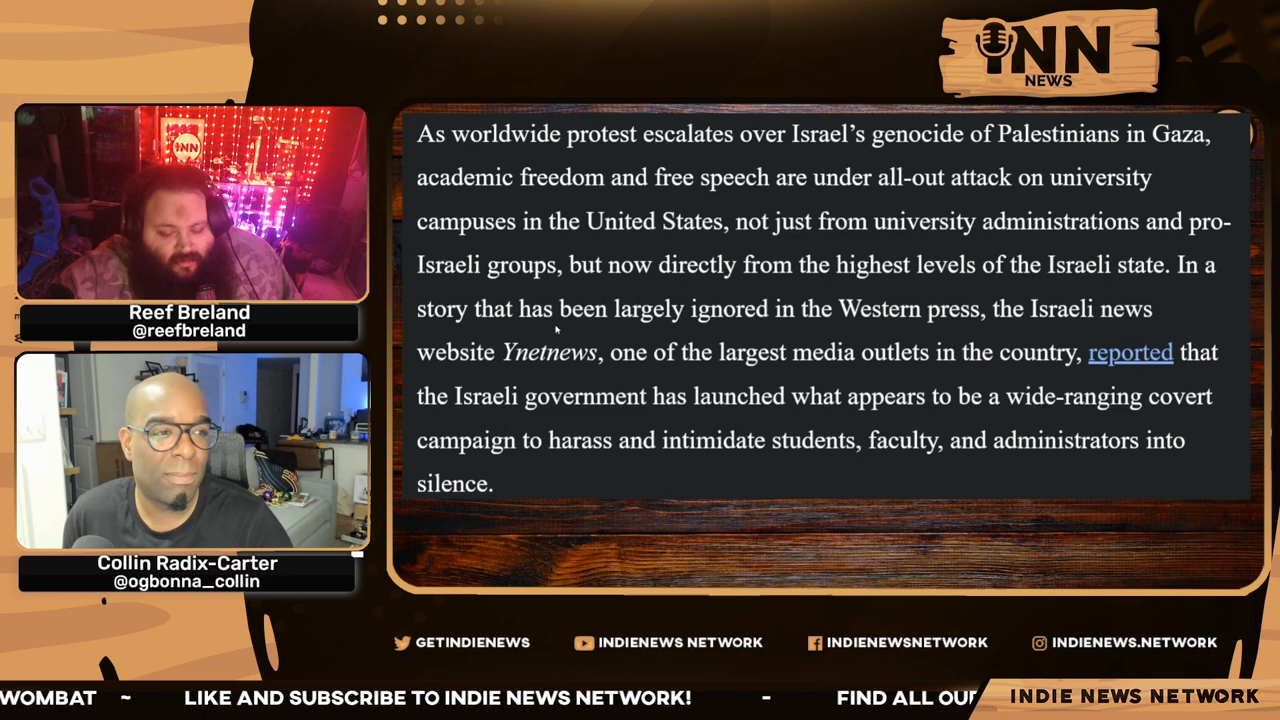 INN
NEWS
As worldwide protest escalates over Israel’s genocide of Palestinians in Gaza,
academic freedom and free speech are under all-out attack on university
campuses in the United States, not just from university administrations and pro-
Israeli groups, but now directly from the highest levels of the Israeli state. In a
story that has been largely ignored in the Western press, the Israeli news
website Ynetnews, one of the largest media outlets in the country, reported that
the Israeli government has launched what appears to be a wide-ranging covert
campaign to harass and intimidate students, faculty, and administrators into
silence.
INN
Reef Breland
@reefbreland
Collin Radix-Carter
@ogbonna_collin
GETINDIENEWS
INDIENEWS NETWORK
INDIENEWSNETWORK
INDIENEWS.NETWORK
WOMBAT ~ LIKE AND SUBSCRIBE TO INDIE NEWS NETWORK! - FIND ALL OUR
INDIE NEWS NETWORK